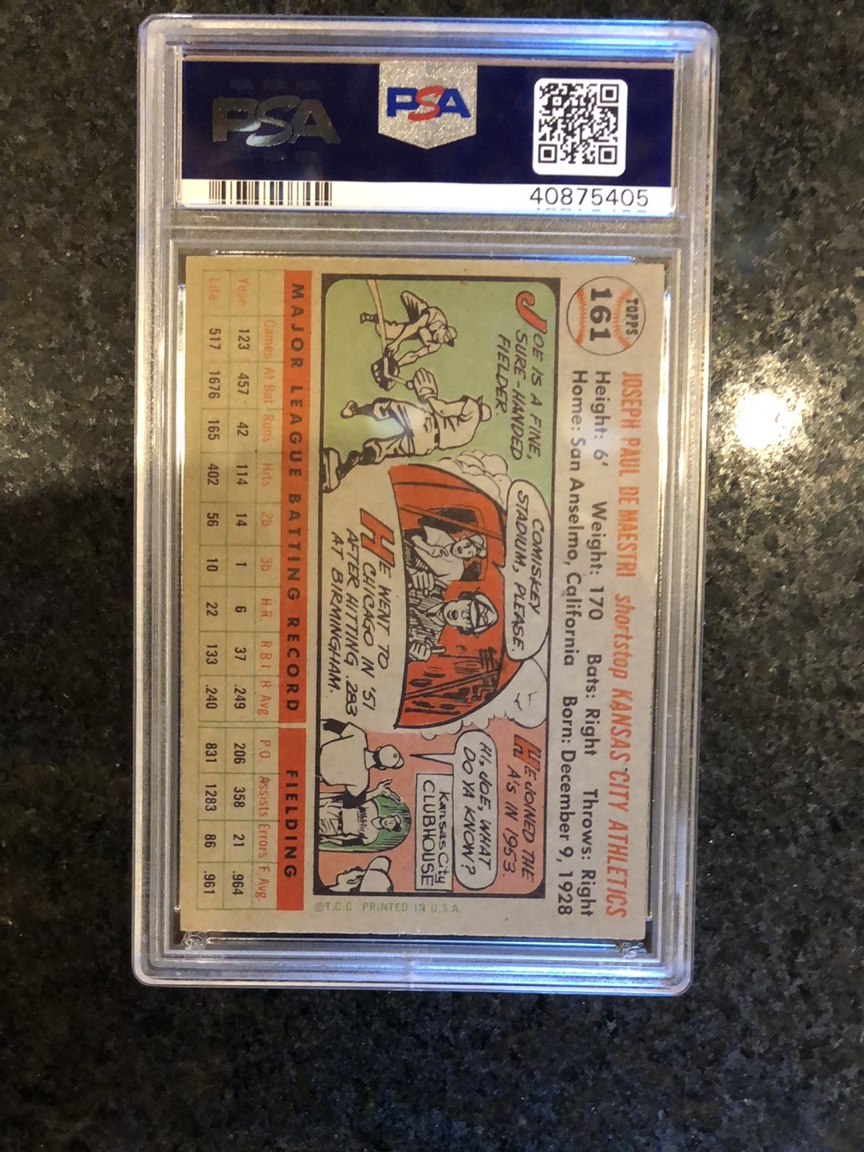 PSA
PSA
40875405
TOPPS
161
JOSEPH PAUL DE MAESTRI shortstop KANSAS CITY ATHLETICS
Height: 6' Weight: 170 Bats: Right Throws: Right
Home: San Anselmo, California Born: December 9, 1928
JOE IS A FINE,
SURE-HANDED
FIELDER.
COMISKEY
STADIUM, PLEASE.
HE WENT TO
CHICAGO IN '51
AFTER HITTING .283
AT BIRMINGHAM.
HE JOINED THE
A'S IN 1953.
HI, JOE, WHAT
DO YA KNOW?
Kansas City
CLUBHOUSE
©T.C.G. PRINTED IN U.S.A.
MAJOR LEAGUE BATTING RECORD FIELDING
Games At Bat Runs Hits 2b 3b H.R. R.B.I. B. Avg. P.O. Assists Errors F. Avg.
Year 123 457 42 114 14 1 6 37 .249 206 358 21 .964
Life 517 1676 165 402 56 10 22 133 .240 831 1283 86 .961